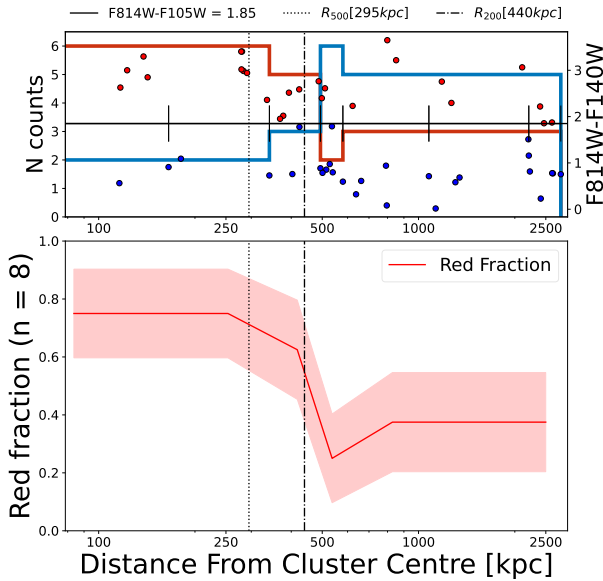 F814W-F105W = 1.85 R500[295kpc] R200[440kpc]
N counts
6
5
4
3
2
1
0
3
2
1
0
F814W-F140W
100 250 500 1000 2500
Red fraction (n = 8)
1.0
0.8
0.6
0.4
0.2
0.0
Red Fraction
100 250 500 1000 2500
Distance From Cluster Centre [kpc]